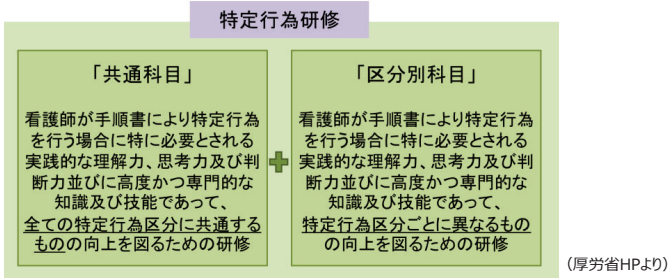 特定行為研修
「共通科目」
看護師が手順書により特定行為
を行う場合に特に必要とされる
実践的な理解力、思考力及び判
断力並びに高度かつ専門的な
知識及び技能であって、
全ての特定行為区分に共通する
ものの向上を図るための研修
+
「区分別科目」
看護師が手順書により特定行為
を行う場合に特に必要とされる
実践的な理解力、思考力及び判
断力並びに高度かつ専門的な
知識及び技能であって、
特定行為区分ごとに異なるもの
の向上を図るための研修
(厚労省HPより)